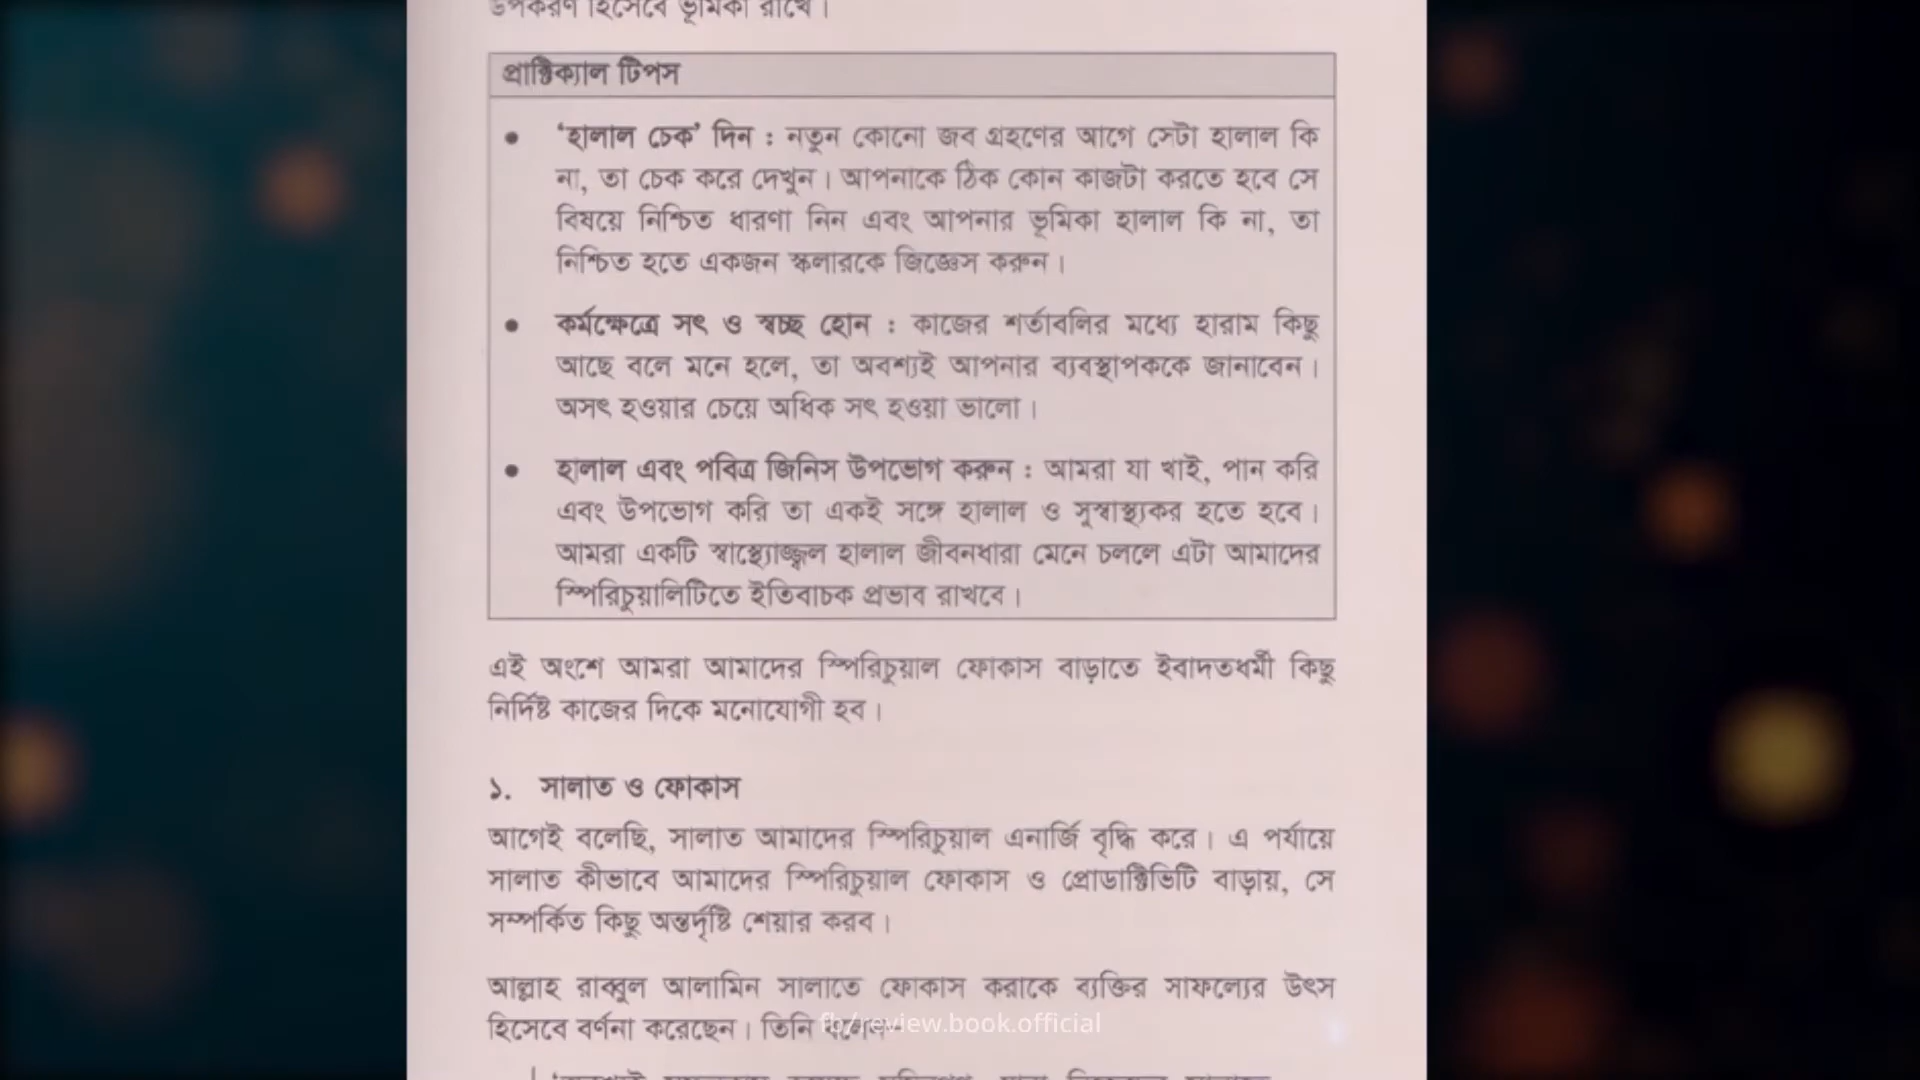 উপকরণ হিসেবে ভূমিকা রাখে।
প্রাক্টিক্যাল টিপস
● ‘হালাল চেক’ দিন : নতুন কোনো জব গ্রহণের আগে সেটা হালাল কি
না, তা চেক করে দেখুন। আপনাকে ঠিক কোন কাজটা করতে হবে সে
বিষয়ে নিশ্চিত ধারণা নিন এবং আপনার ভূমিকা হালাল কি না, তা
নিশ্চিত হতে একজন স্কলারকে জিজ্ঞেস করুন।
● কর্মক্ষেত্রে সৎ ও স্বচ্ছ হোন : কাজের শর্তাবলির মধ্যে হারাম কিছু
আছে বলে মনে হলে, তা অবশ্যই আপনার ব্যবস্থাপককে জানাবেন।
অসৎ হওয়ার চেয়ে অধিক সৎ হওয়া ভালো।
● হালাল এবং পবিত্র জিনিস উপভোগ করুন : আমরা যা খাই, পান করি
এবং উপভোগ করি তা একই সঙ্গে হালাল ও সুস্বাস্থ্যকর হতে হবে।
আমরা একটি স্বাস্থ্যোজ্জ্বল হালাল জীবনধারা মেনে চললে এটা আমাদের
স্পিরিচুয়ালিটিতে ইতিবাচক প্রভাব রাখবে।
এই অংশে আমরা আমাদের স্পিরিচুয়াল ফোকাস বাড়াতে ইবাদতধর্মী কিছু
নির্দিষ্ট কাজের দিকে মনোযোগী হব।
১. সালাত ও ফোকাস
আগেই বলেছি, সালাত আমাদের স্পিরিচুয়াল এনার্জি বৃদ্ধি করে। এ পর্যায়ে
সালাত কীভাবে আমাদের স্পিরিচুয়াল ফোকাস ও প্রোডাক্টিভিটি বাড়ায়, সে
সম্পর্কিত কিছু অন্তর্দৃষ্টি শেয়ার করব।
আল্লাহ রাব্বুল আলামিন সালাতে ফোকাস করাকে ব্যক্তির সাফল্যের উৎস
হিসেবে বর্ণনা করেছেন। তিনি বলেন—
fb/review.book.official